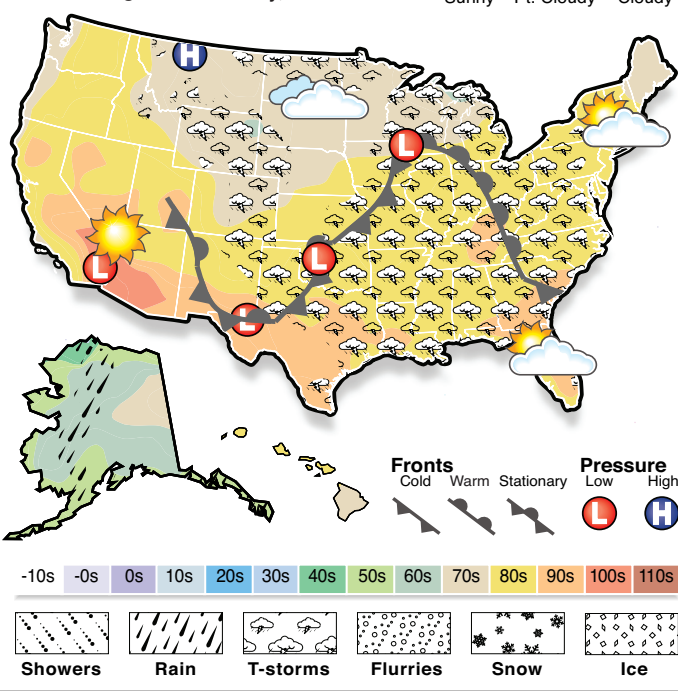 Sunny Pt. Cloudy Cloudy
H
L
L
L
L
Fronts
Cold Warm Stationary
Pressure
Low High
L H
-10s -0s 0s 10s 20s 30s 40s 50s 60s 70s 80s 90s 100s 110s
Showers Rain T-storms Flurries Snow Ice